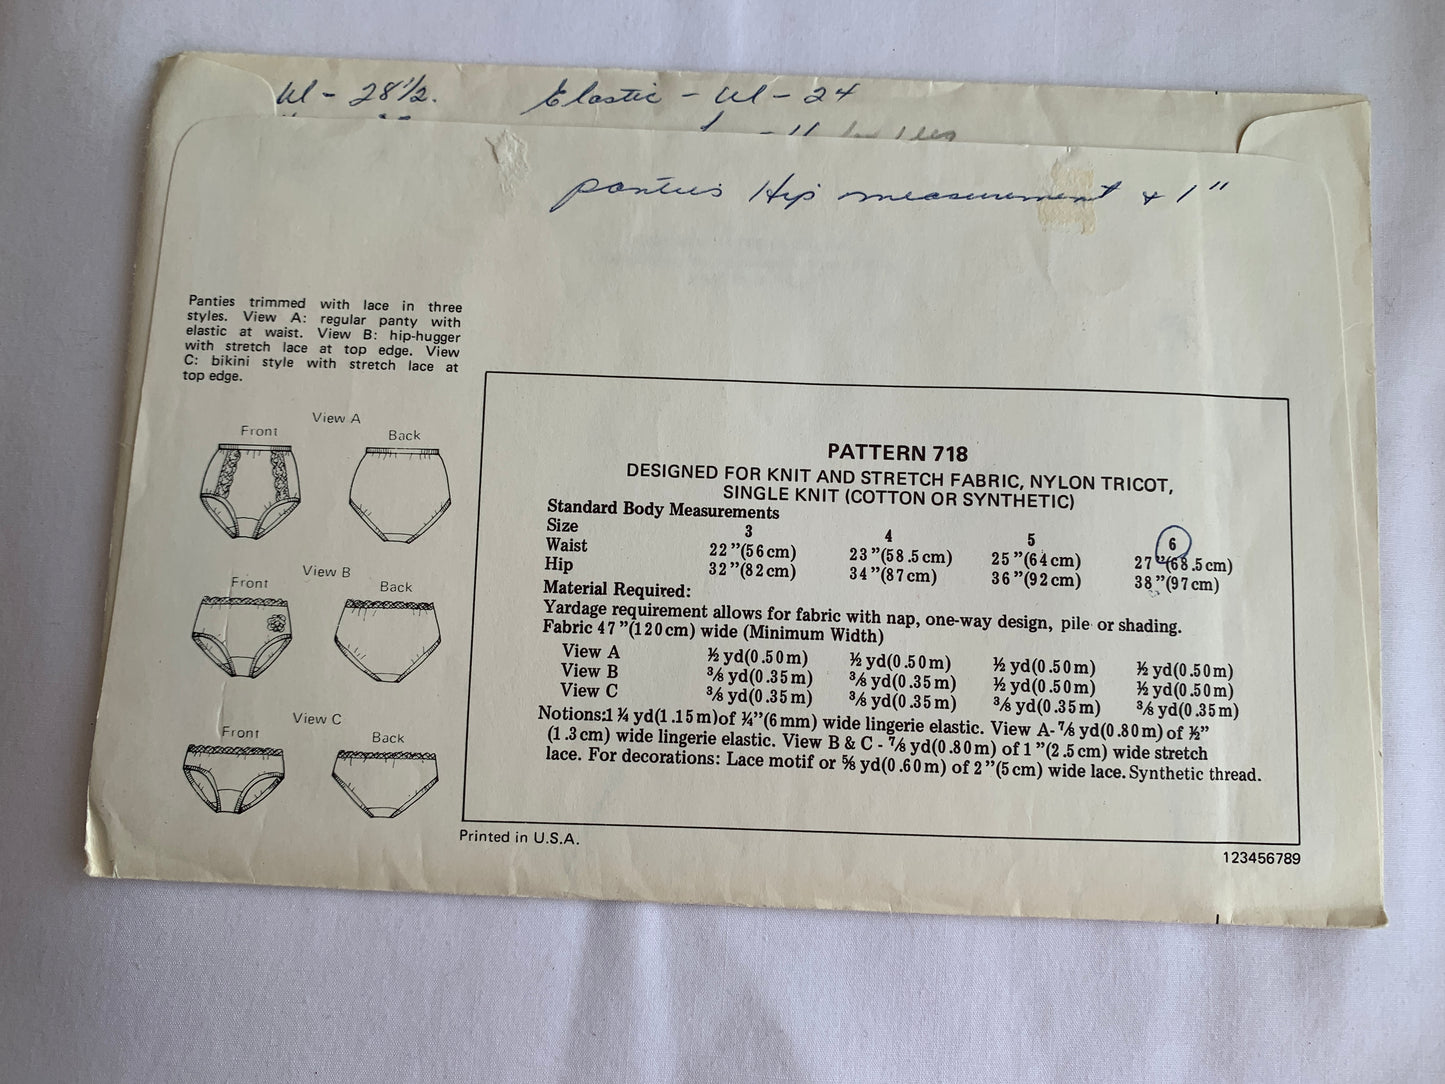 W - 28 1/2. Elastic - W - 24
panties Hip measurement + 1"
Panties trimmed with lace in three
styles. View A: regular panty with
elastic at waist. View B: hip-hugger
with stretch lace at top edge. View
C: bikini style with stretch lace at
top edge.
View A
Front Back
View B
Front Back
View C
Front Back
PATTERN 718
DESIGNED FOR KNIT AND STRETCH FABRIC, NYLON TRICOT,
SINGLE KNIT (COTTON OR SYNTHETIC)
Standard Body Measurements
Size 3 4 5 6
Waist 22"(56cm) 23"(58.5cm) 25"(64cm) 27"(68.5cm)
Hip 32"(82cm) 34"(87cm) 36"(92cm) 38"(97cm)
Material Required:
Yardage requirement allows for fabric with nap, one-way design, pile or shading.
Fabric 47"(120cm) wide (Minimum Width)
View A ½ yd(0.50m) ½ yd(0.50m) ½ yd(0.50m) ½ yd(0.50m)
View B ⅜ yd(0.35m) ⅜ yd(0.35m) ½ yd(0.50m) ½ yd(0.50m)
View C ⅜ yd(0.35m) ⅜ yd(0.35m) ⅜ yd(0.35m) ⅜ yd(0.35m)
Notions:1 ¼ yd(1.15m)of ¼"(6mm) wide lingerie elastic. View A- ⅞ yd(0.80m) of ½"
(1.3cm) wide lingerie elastic. View B & C - ⅞ yd(0.80m) of 1"(2.5cm) wide stretch
lace. For decorations: Lace motif or ⅝ yd(0.60m) of 2"(5cm) wide lace. Synthetic thread.
Printed in U.S.A.
123456789